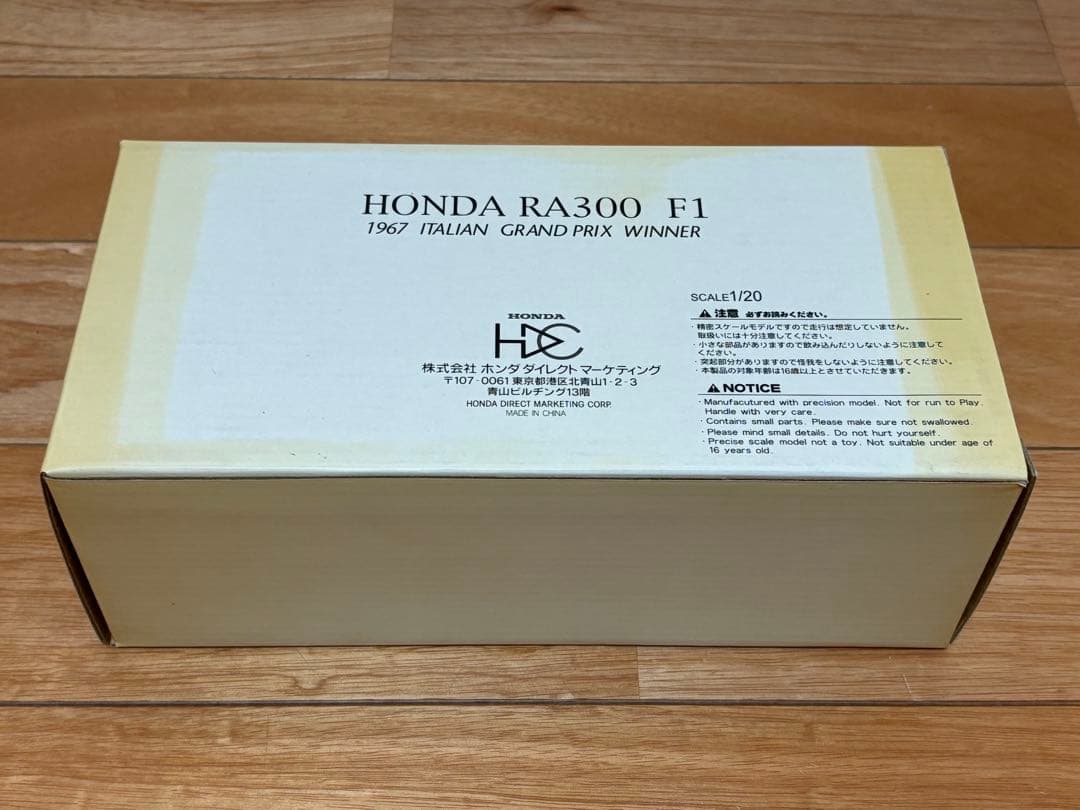 HONDA RA300 F1
1967 ITALIAN GRAND PRIX WINNER
SCALE1/20
⚠ 注意 必ずお読みください。
・精密スケールモデルですので走行は想定していません。
取扱いには十分注意してください。
・小さな部品がありますので飲み込んだりしないように注意して
ください。
・突起部分がありますので怪我をしないように注意してください。
・本製品の対象年齢は16歳以上とさせていただきます。
⚠ NOTICE
・Manufacutured with precision model. Not for run to Play.
Handle with very care.
・Contains small parts. Please make sure not swallowed.
・Please mind small details. Do not hurt yourself.
・Precise scale model not a toy. Not suitable under age of
16 years old.
HONDA
HDC
株式会社 ホンダ ダイレクト マーケティング
〒107-0061 東京都港区北青山1-2-3
青山ビルヂング13階
HONDA DIRECT MARKETING CORP.
MADE IN CHINA